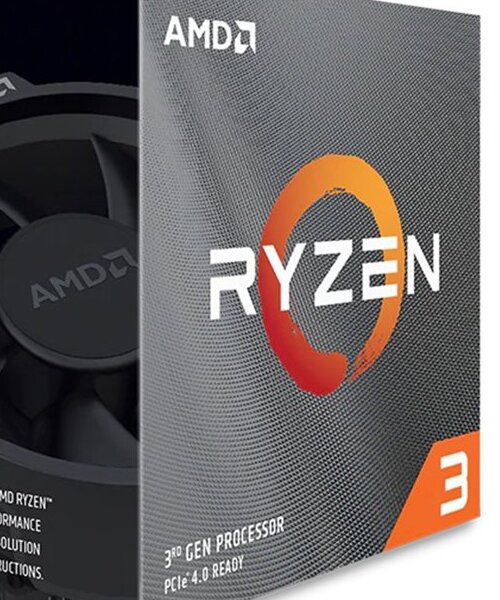 AMD
RYZEN
3
3RD GEN PROCESSOR
PCIe® 4.0 READY
AMD
MD RYZEN™
ORMANCE
OLUTION
RUCTIONS.